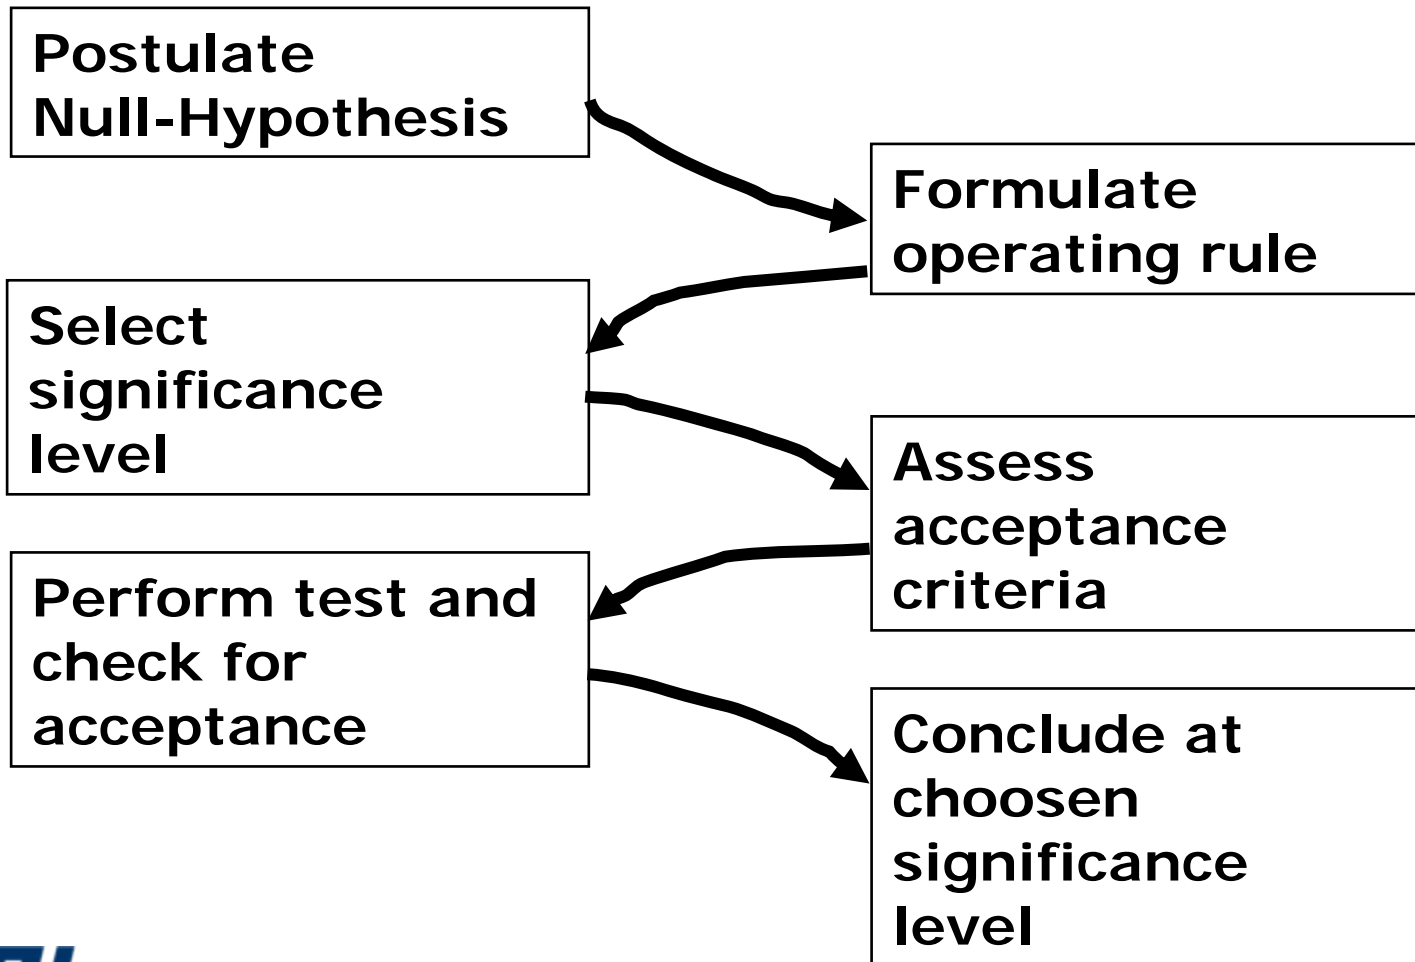 Postulate
Null-Hypothesis
Formulate
operating rule
Select
significance
level
Assess
acceptance
criteria
Perform test and
check for
acceptance
Conclude at
choosen
significance
level